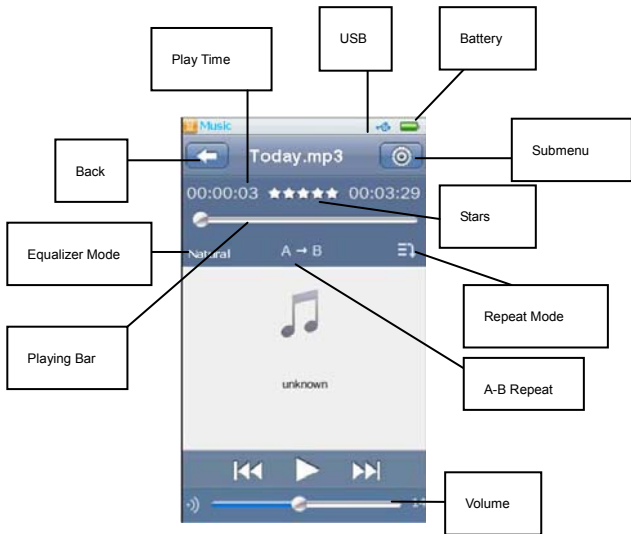 USB
Battery
Play Time
Music
Today.mp3
Submenu
Back
00:00:03
00:03:29
Stars
Equalizer Mode
Natural
A → B
Repeat Mode
Playing Bar
unknown
A-B Repeat
14
Volume